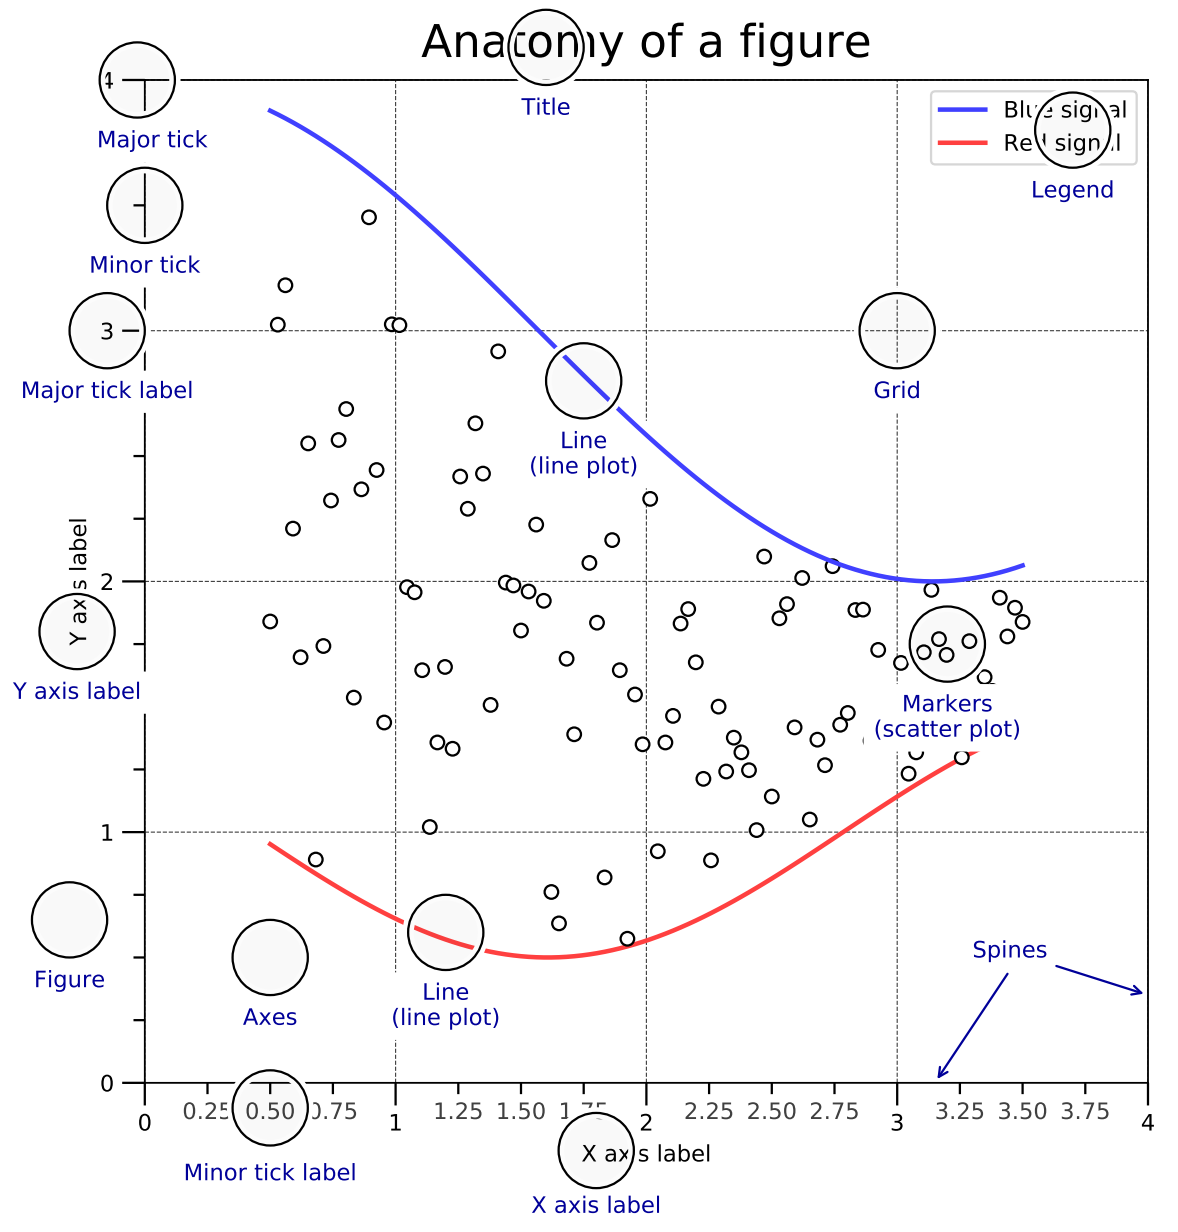 Anatomy of a figure
Title
4
Major tick
Blue signal
Red signal
Legend
Minor tick
3
Major tick label
Grid
Line
(line plot)
2
Y axis label
Y axis label
Markers
(scatter plot)
1
Figure
Axes
Line
(line plot)
Spines
0
0.25 0.50 0.75 1.25 1.50 1.75 2.25 2.50 2.75 3.25 3.50 3.75
0 1 2 3 4
X axis label
Minor tick label
X axis label